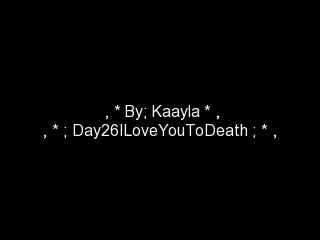 , * By; Kaayla * ,
, * ; Day26ILoveYouToDeath ; * ,